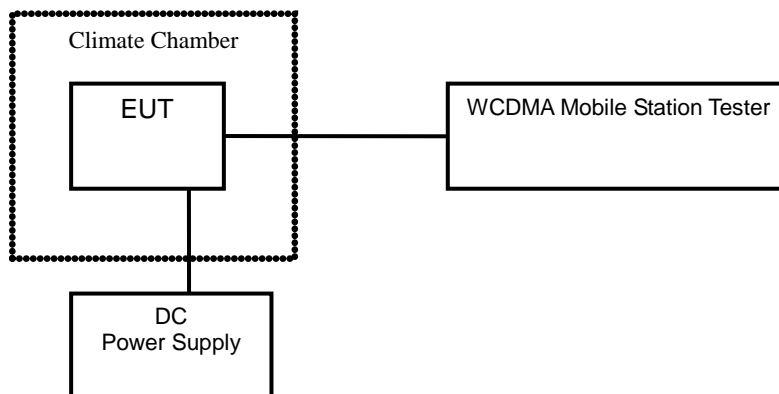 Climate Chamber
EUT
WCDMA Mobile Station Tester
DC
Power Supply